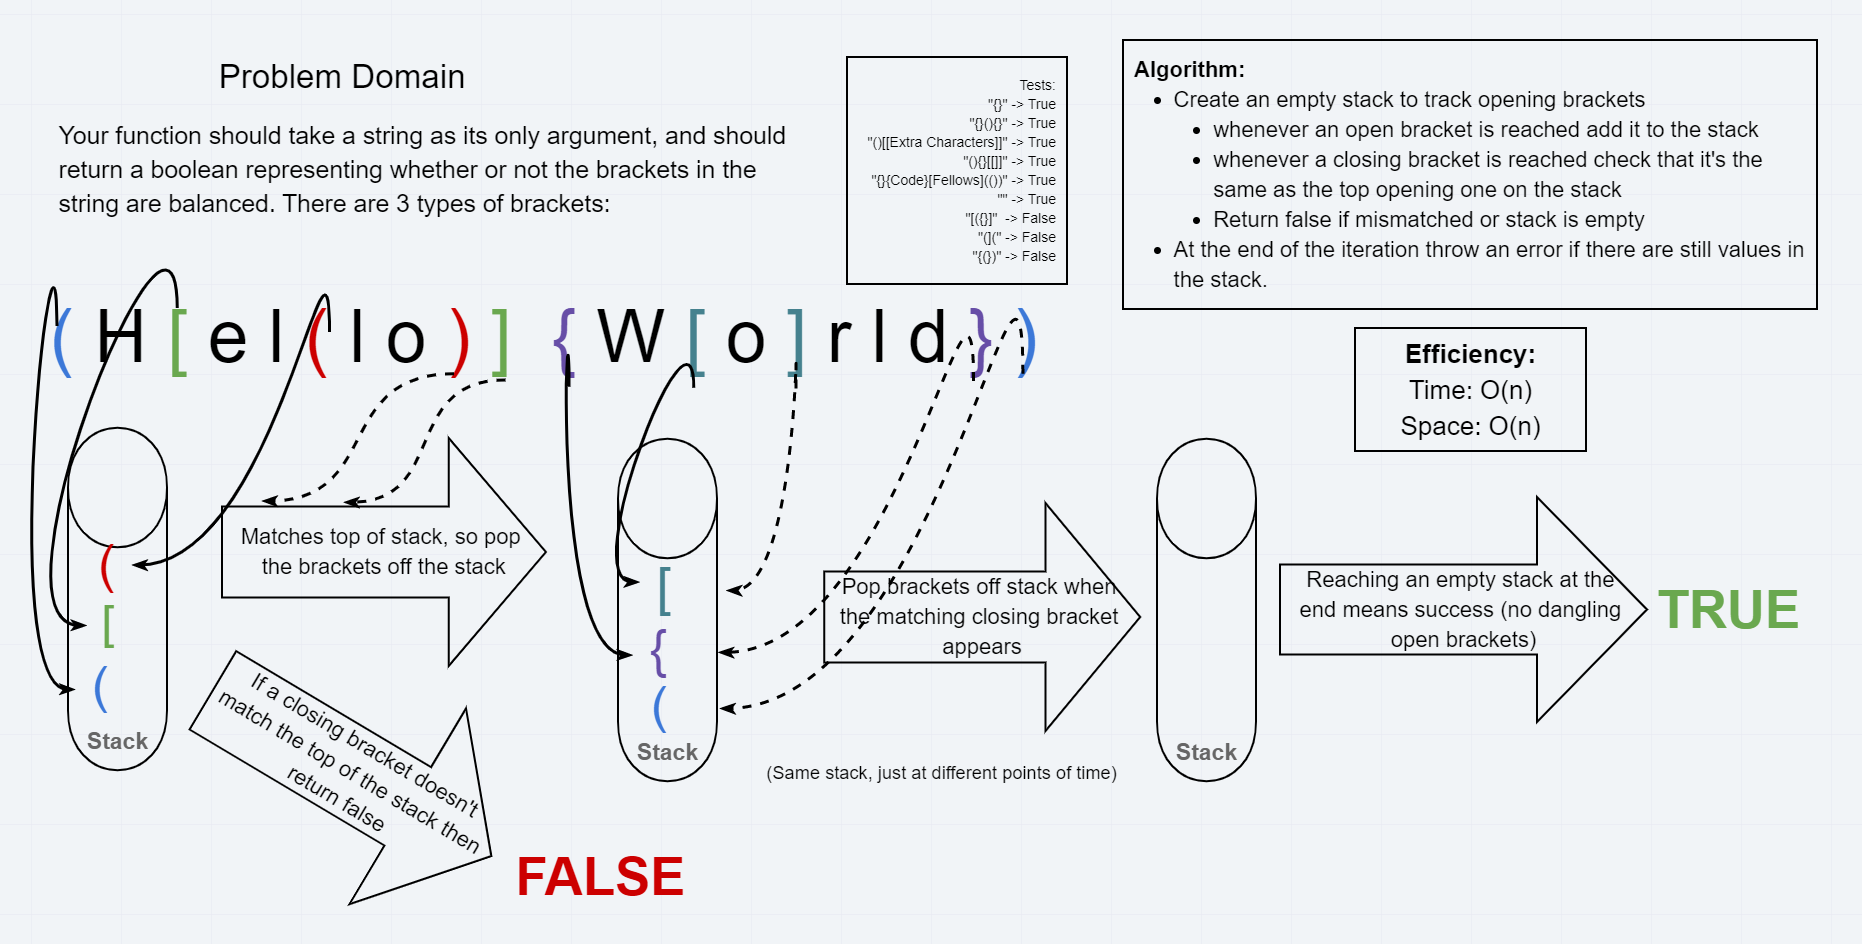 Problem Domain
Your function should take a string as its only argument, and should
return a boolean representing whether or not the brackets in the
string are balanced. There are 3 types of brackets:
Tests:
"{}" -> True
"{}(){}" -> True
"()[[Extra Characters]]" -> True
"(){}[[]]" -> True
"{}{Code}[Fellows](())" -> True
"" -> True
"[({}]"  -> False
"(](" -> False
"{(})" -> False
Algorithm:
• Create an empty stack to track opening brackets
• whenever an open bracket is reached add it to the stack
• whenever a closing bracket is reached check that it's the
same as the top opening one on the stack
• Return false if mismatched or stack is empty
• At the end of the iteration throw an error if there are still values in
the stack.
( H [ e l ( l o ) ] { W [ o ] r l d } )
Efficiency:
Time: O(n)
Space: O(n)
(
[
(
Stack
Matches top of stack, so pop
the brackets off the stack
If a closing bracket doesn't
match the top of the stack then
return false
FALSE
[
{
(
Stack
Pop brackets off stack when
the matching closing bracket
appears
(Same stack, just at different points of time)
Stack
Reaching an empty stack at the
end means success (no dangling
open brackets)
TRUE